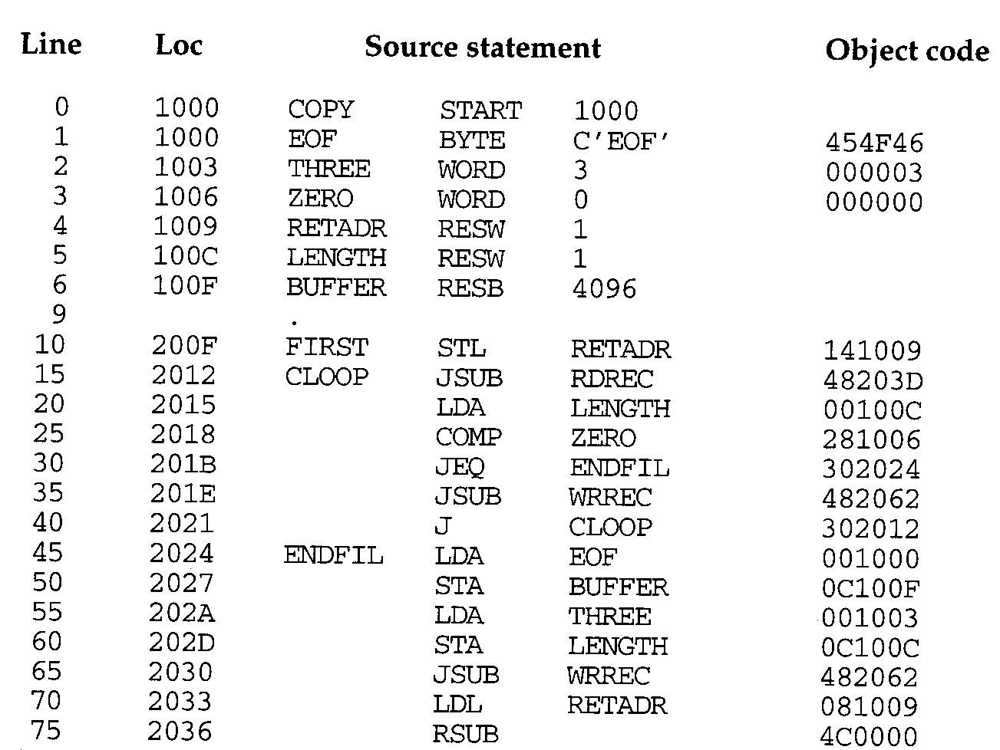 Line Loc Source statement Object code
0 1000 COPY START 1000
1 1000 EOF BYTE C'EOF' 454F46
2 1003 THREE WORD 3 000003
3 1006 ZERO WORD 0 000000
4 1009 RETADR RESW 1
5 100C LENGTH RESW 1
6 100F BUFFER RESB 4096
9 .
10 200F FIRST STL RETADR 141009
15 2012 CLOOP JSUB RDREC 48203D
20 2015 LDA LENGTH 00100C
25 2018 COMP ZERO 281006
30 201B JEQ ENDFIL 302024
35 201E JSUB WRREC 482062
40 2021 J CLOOP 302012
45 2024 ENDFIL LDA EOF 001000
50 2027 STA BUFFER 0C100F
55 202A LDA THREE 001003
60 202D STA LENGTH 0C100C
65 2030 JSUB WRREC 482062
70 2033 LDL RETADR 081009
75 2036 RSUB 4C0000